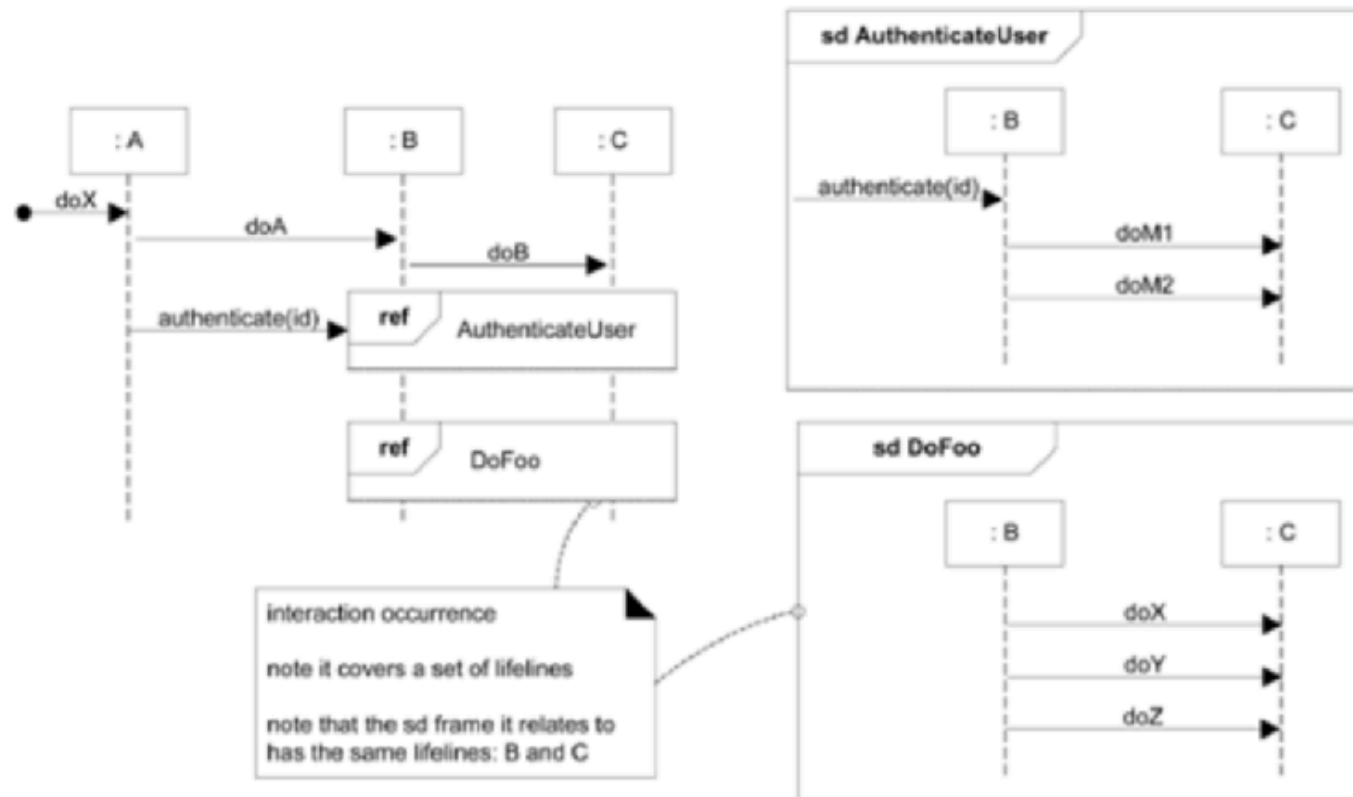 : A
: B
: C
doX
doA
doB
authenticate(id)
ref
AuthenticateUser
ref
DoFoo
interaction occurrence
note it covers a set of lifelines
note that the sd frame it relates to
has the same lifelines: B and C
sd AuthenticateUser
: B
: C
authenticate(id)
doM1
doM2
sd DoFoo
: B
: C
doX
doY
doZ